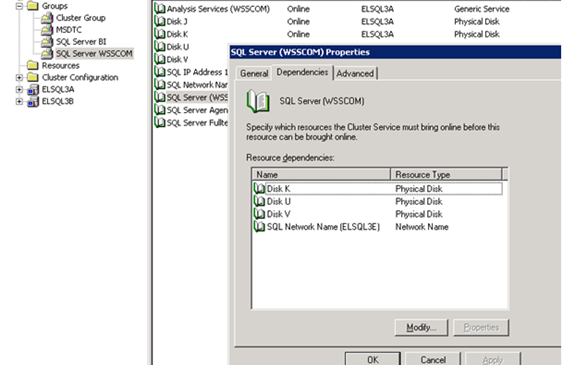 Groups
Cluster Group
MSDTC
SQL Server BI
SQL Server WSSCOM
Resources
Cluster Configuration
ELSQL3A
ELSQL3B
Analysis Services (WSSCOM) Online ELSQL3A Generic Service
Disk J Online ELSQL3A Physical Disk
Disk K Online ELSQL3A Physical Disk
Disk U
Disk V
SQL IP Address 1
SQL Network Nar
SQL Server (WSS
SQL Server Agen
SQL Server Fullte
SQL Server (WSSCOM) Properties
General Dependencies Advanced
SQL Server (WSSCOM)
Specify which resources the Cluster Service must bring online before this
resource can be brought online.
Resource dependencies:
Name Resource Type
Disk K Physical Disk
Disk U Physical Disk
Disk V Physical Disk
SQL Network Name (ELSQL3E) Network Name
Modify... Properties
OK Cancel Apply